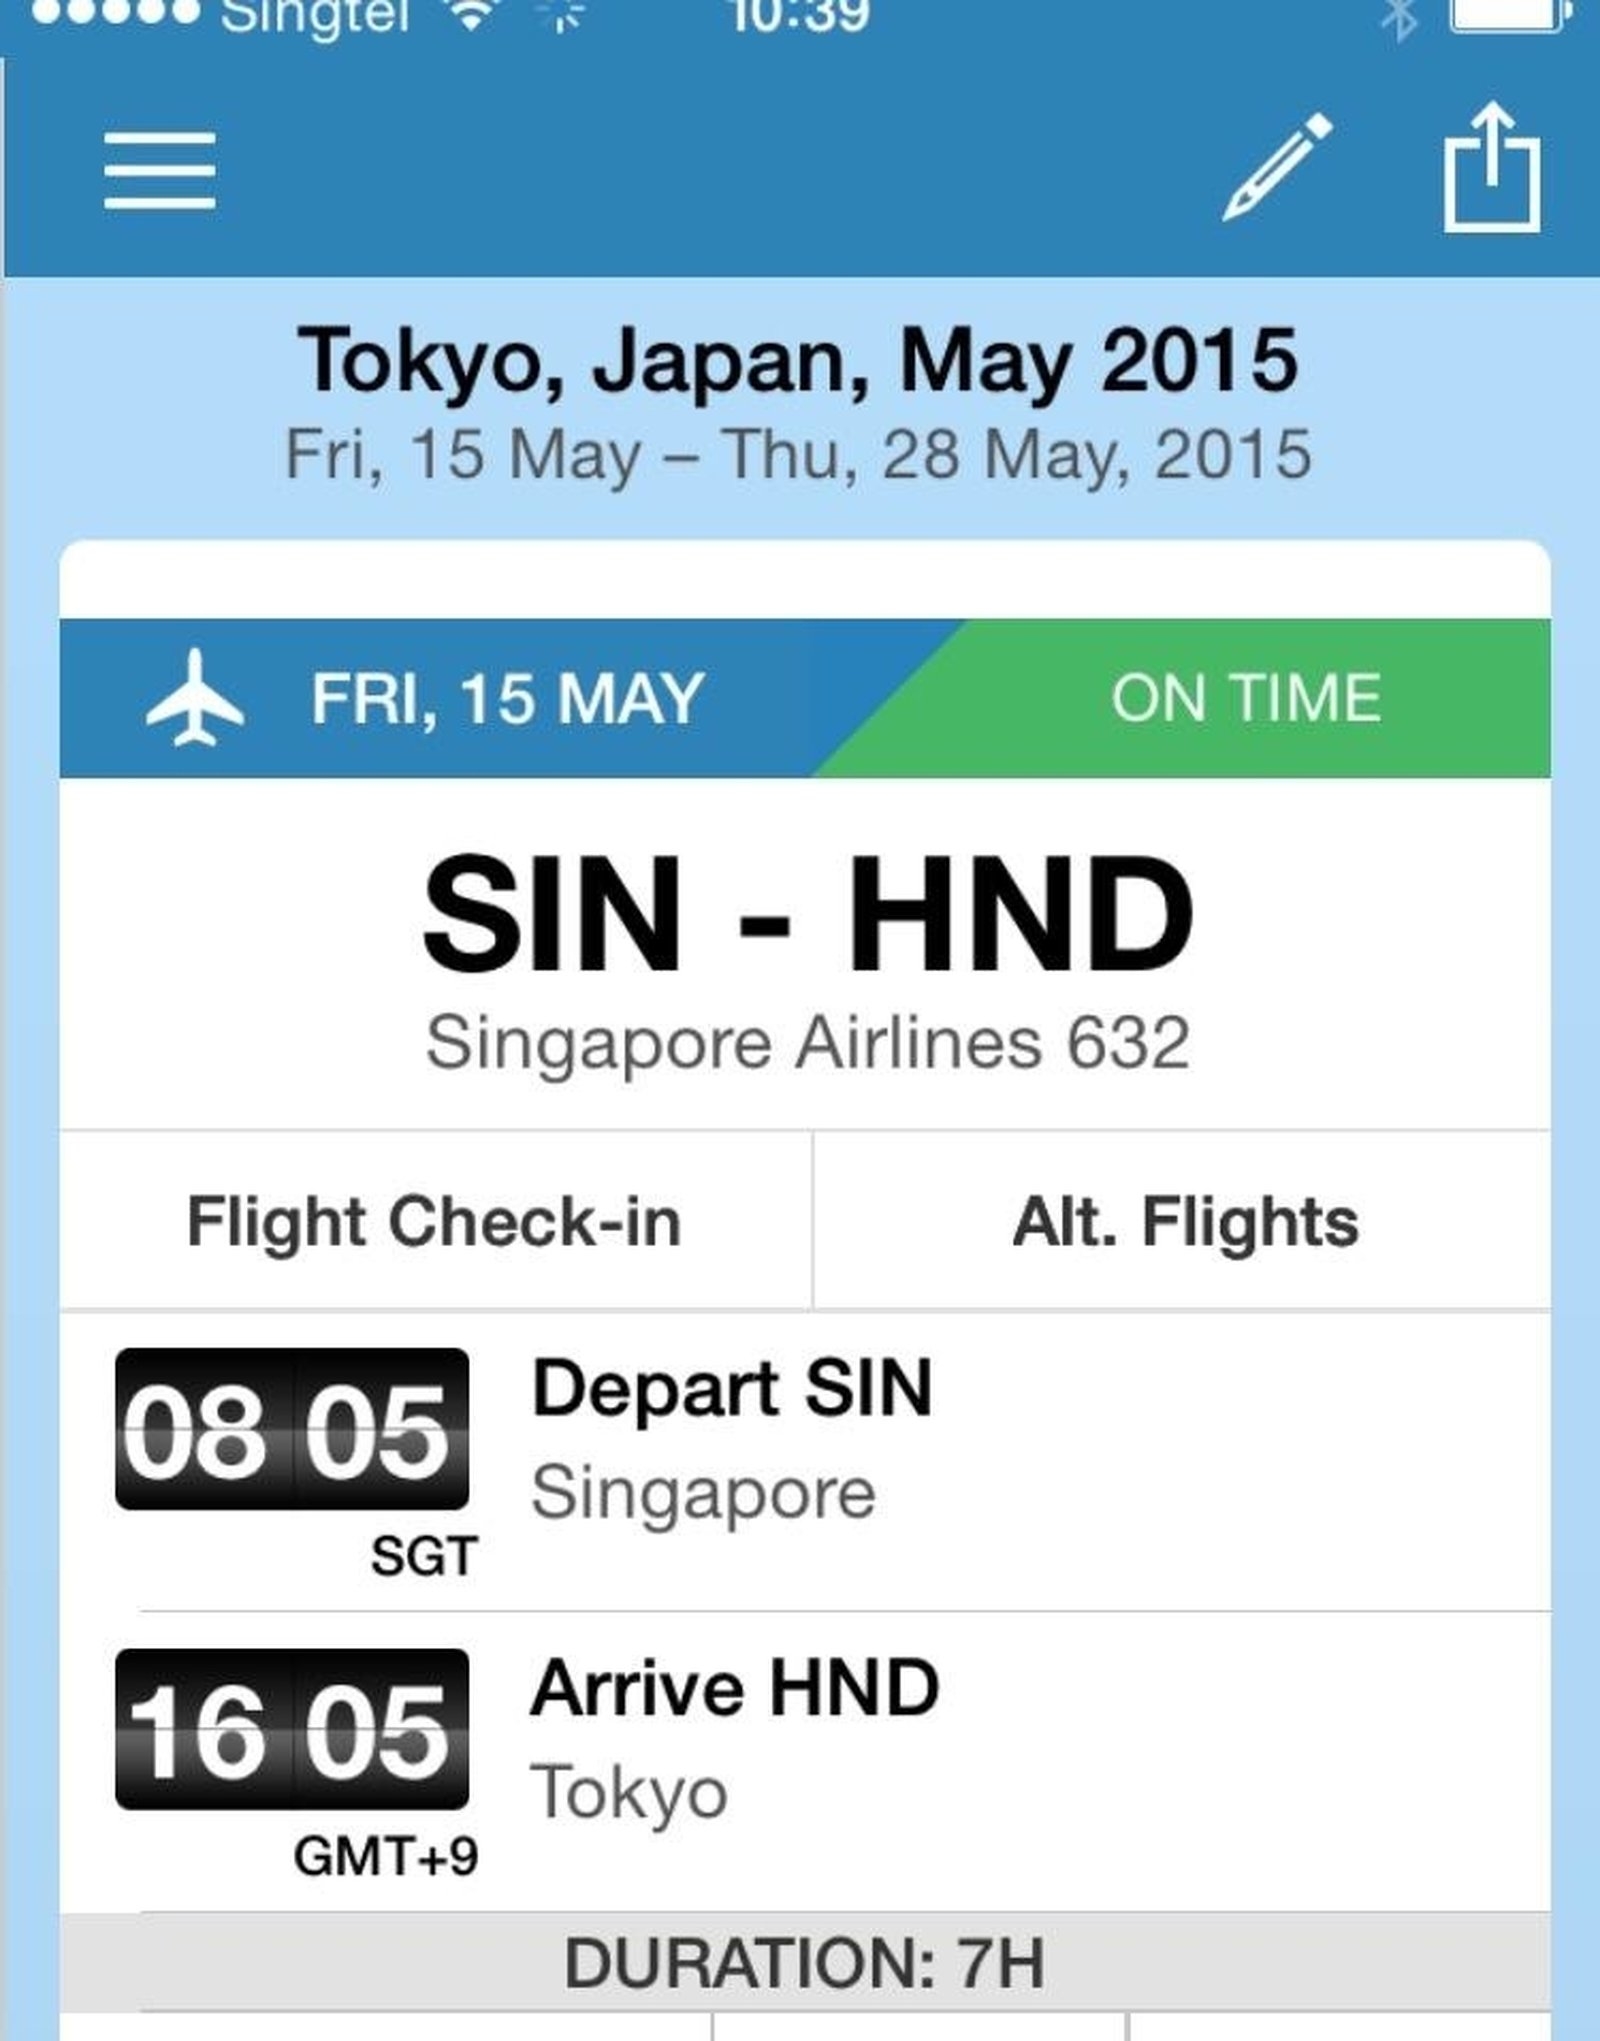 Singtel 10:39
Tokyo, Japan, May 2015
Fri, 15 May – Thu, 28 May, 2015
FRI, 15 MAY ON TIME
SIN - HND
Singapore Airlines 632
Flight Check-in Alt. Flights
08 05 Depart SIN
Singapore
SGT
16 05 Arrive HND
Tokyo
GMT+9
DURATION: 7H